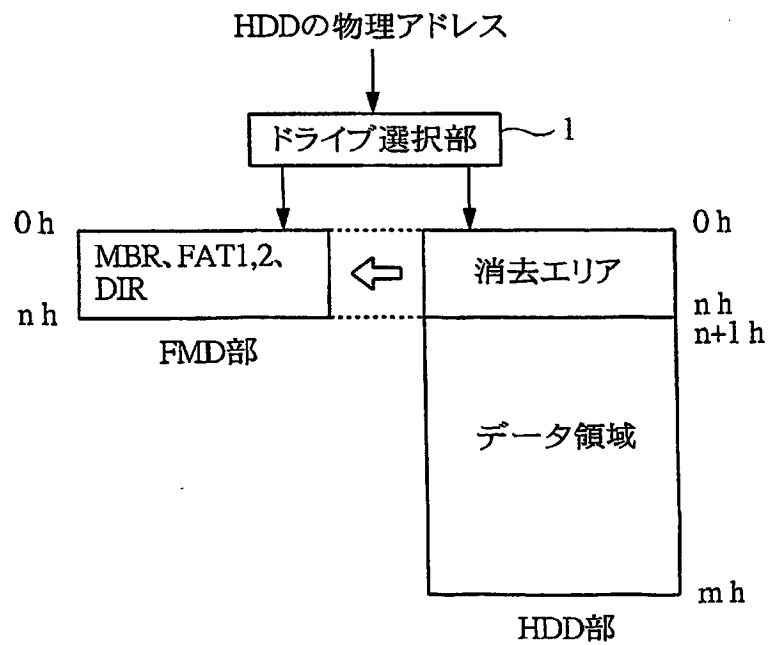 HDDの物理アドレス
ドライブ選択部
1
0h
MBR、FAT1,2、
DIR
nh
FMD部
0h
消去エリア
nh
n+1h
データ領域
mh
HDD部